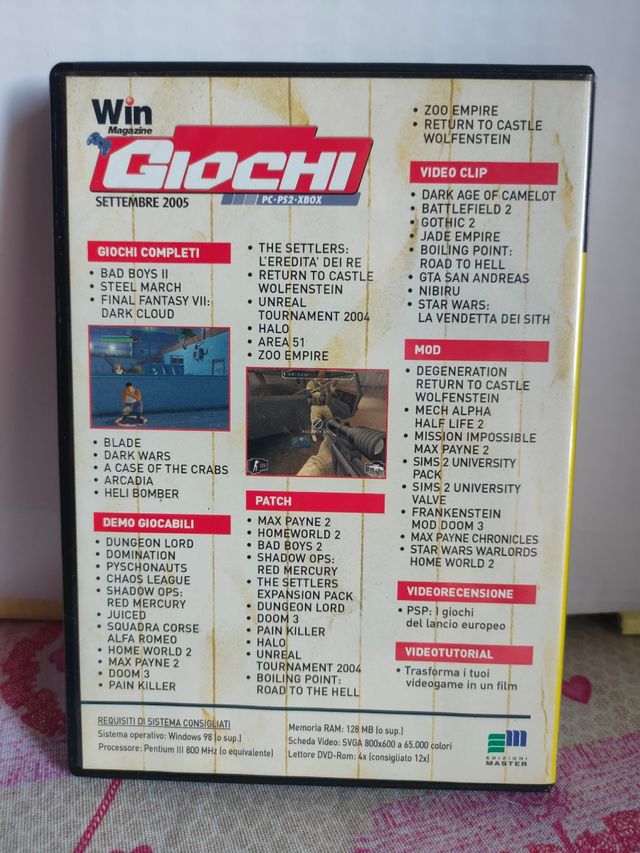 Win
Magazine
GIOCHI
PC•PS2•XBOX
SETTEMBRE 2005
GIOCHI COMPLETI
• BAD BOYS II
• STEEL MARCH
• FINAL FANTASY VII:
DARK CLOUD
• BLADE
• DARK WARS
• A CASE OF THE CRABS
• ARCADIA
• HELI BOMBER
DEMO GIOCABILI
• DUNGEON LORD
• DOMINATION
• PYSCHONAUTS
• CHAOS LEAGUE
• SHADOW OPS:
RED MERCURY
• JUICED
• SQUADRA CORSE
ALFA ROMEO
• HOME WORLD 2
• MAX PAYNE 2
• DOOM 3
• PAIN KILLER
• THE SETTLERS:
L'EREDITA' DEI RE
• RETURN TO CASTLE
WOLFENSTEIN
• UNREAL
TOURNAMENT 2004
• HALO
• AREA 51
• ZOO EMPIRE
PATCH
• MAX PAYNE 2
• HOMEWORLD 2
• BAD BOYS 2
• SHADOW OPS:
RED MERCURY
• THE SETTLERS
EXPANSION PACK
• DUNGEON LORD
• DOOM 3
• PAIN KILLER
• HALO
• UNREAL
TOURNAMENT 2004
• BOILING POINT:
ROAD TO THE HELL
• ZOO EMPIRE
• RETURN TO CASTLE
WOLFENSTEIN
VIDEO CLIP
• DARK AGE OF CAMELOT
• BATTLEFIELD 2
• GOTHIC 2
• JADE EMPIRE
• BOILING POINT:
ROAD TO HELL
• GTA SAN ANDREAS
• NIBIRU
• STAR WARS:
LA VENDETTA DEI SITH
MOD
• DEGENERATION
RETURN TO CASTLE
WOLFENSTEIN
• MECH ALPHA
HALF LIFE 2
• MISSION IMPOSSIBLE
MAX PAYNE 2
• SIMS 2 UNIVERSITY
PACK
• SIMS 2 UNIVERSITY
VALVE
• FRANKENSTEIN
MOD DOOM 3
• MAX PAYNE CHRONICLES
• STAR WARS WARLORDS
HOME WORLD 2
VIDEORECENSIONE
• PSP: I giochi
del lancio europeo
VIDEOTUTORIAL
• Trasforma i tuoi
videogame in un film
REQUISITI DI SISTEMA CONSIGLIATI
Sistema operativo: Windows 98 (o sup.)
Processore: Pentium III 800 MHz (o equivalente)
Memoria RAM: 128 MB (o sup.)
Scheda Video: SVGA 800x600 a 65.000 colori
Lettore DVD-Rom: 4x (consigliato 12x)
EDIZIONI
MASTER